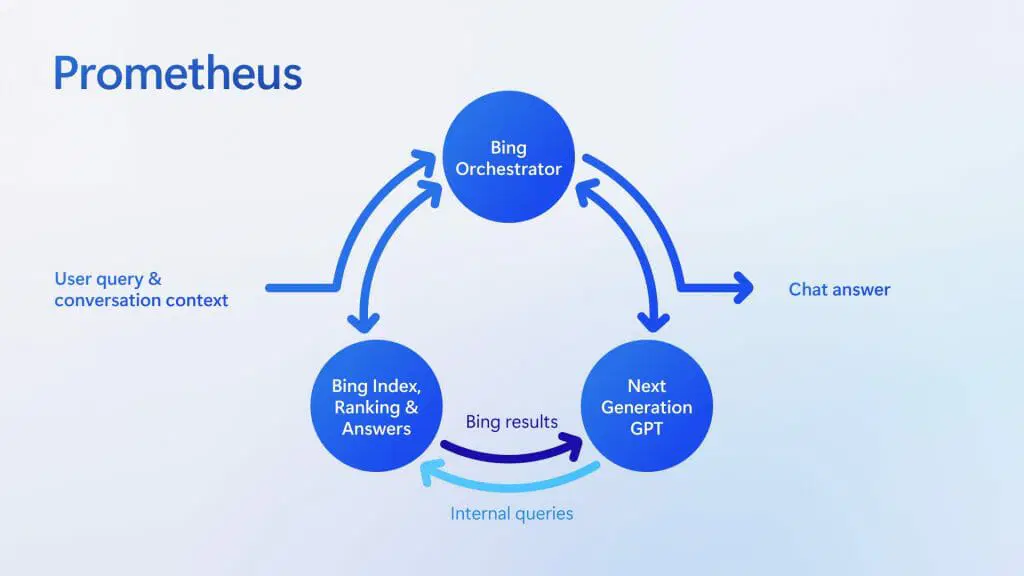 Prometheus
Bing
Orchestrator
User query &
conversation context
Chat answer
Bing Index,
Ranking &
Answers
Next
Generation
GPT
Bing results
Internal queries